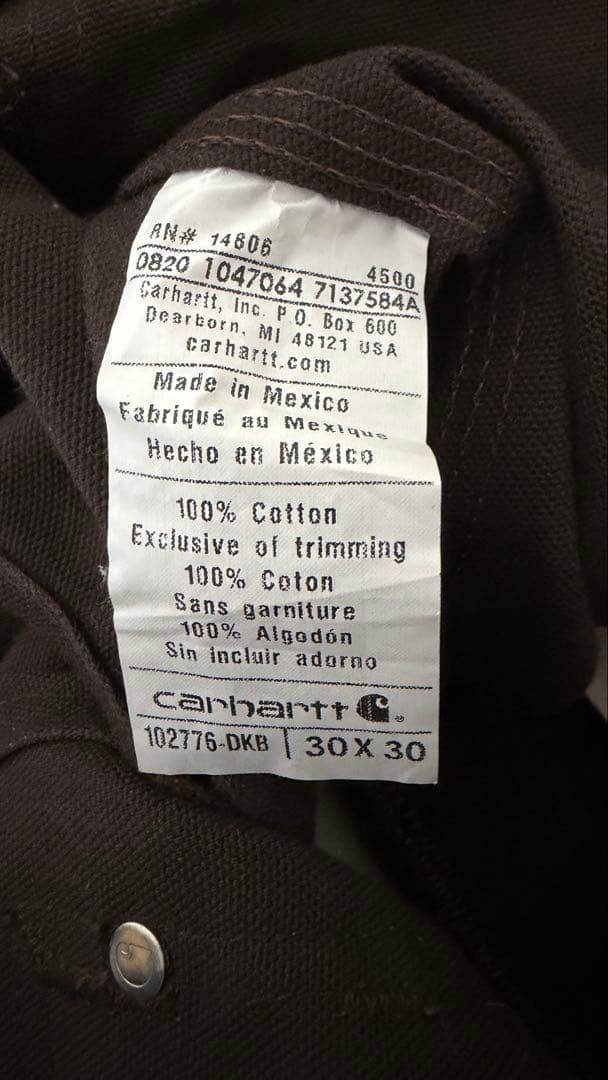 RN# 14806
4500
0820 1047064 7137584A
Carhartt, Inc. P.O. Box 600
Dearborn, MI 48121 USA
carhartt.com
Made in Mexico
Fabriqué au Mexique
Hecho en México
100% Cotton
Exclusive of trimming
100% Coton
Sans garniture
100% Algodón
Sin incluir adorno
carhartt ®
102776-DKB | 30 X 30